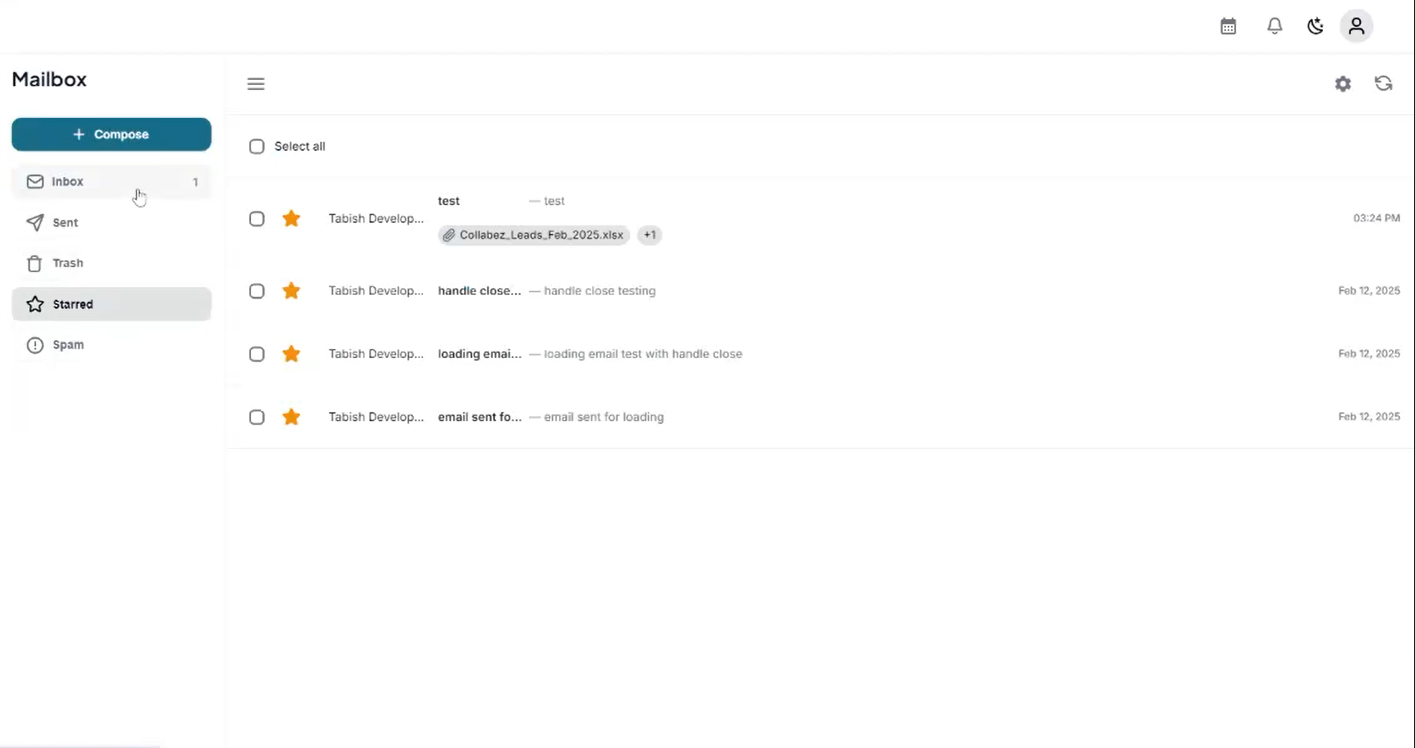 Mailbox
Compose
Select all
Inbox 1
test — test
Tabish Develop... 03:24 PM
Sent
Collabez_Leads_Feb_2025.xlsx +1
Trash
Tabish Develop... handle close... — handle close testing Feb 12, 2025
Starred
Spam
Tabish Develop... loading emai... — loading email test with handle close Feb 12, 2025
Tabish Develop... email sent fo... — email sent for loading Feb 12, 2025